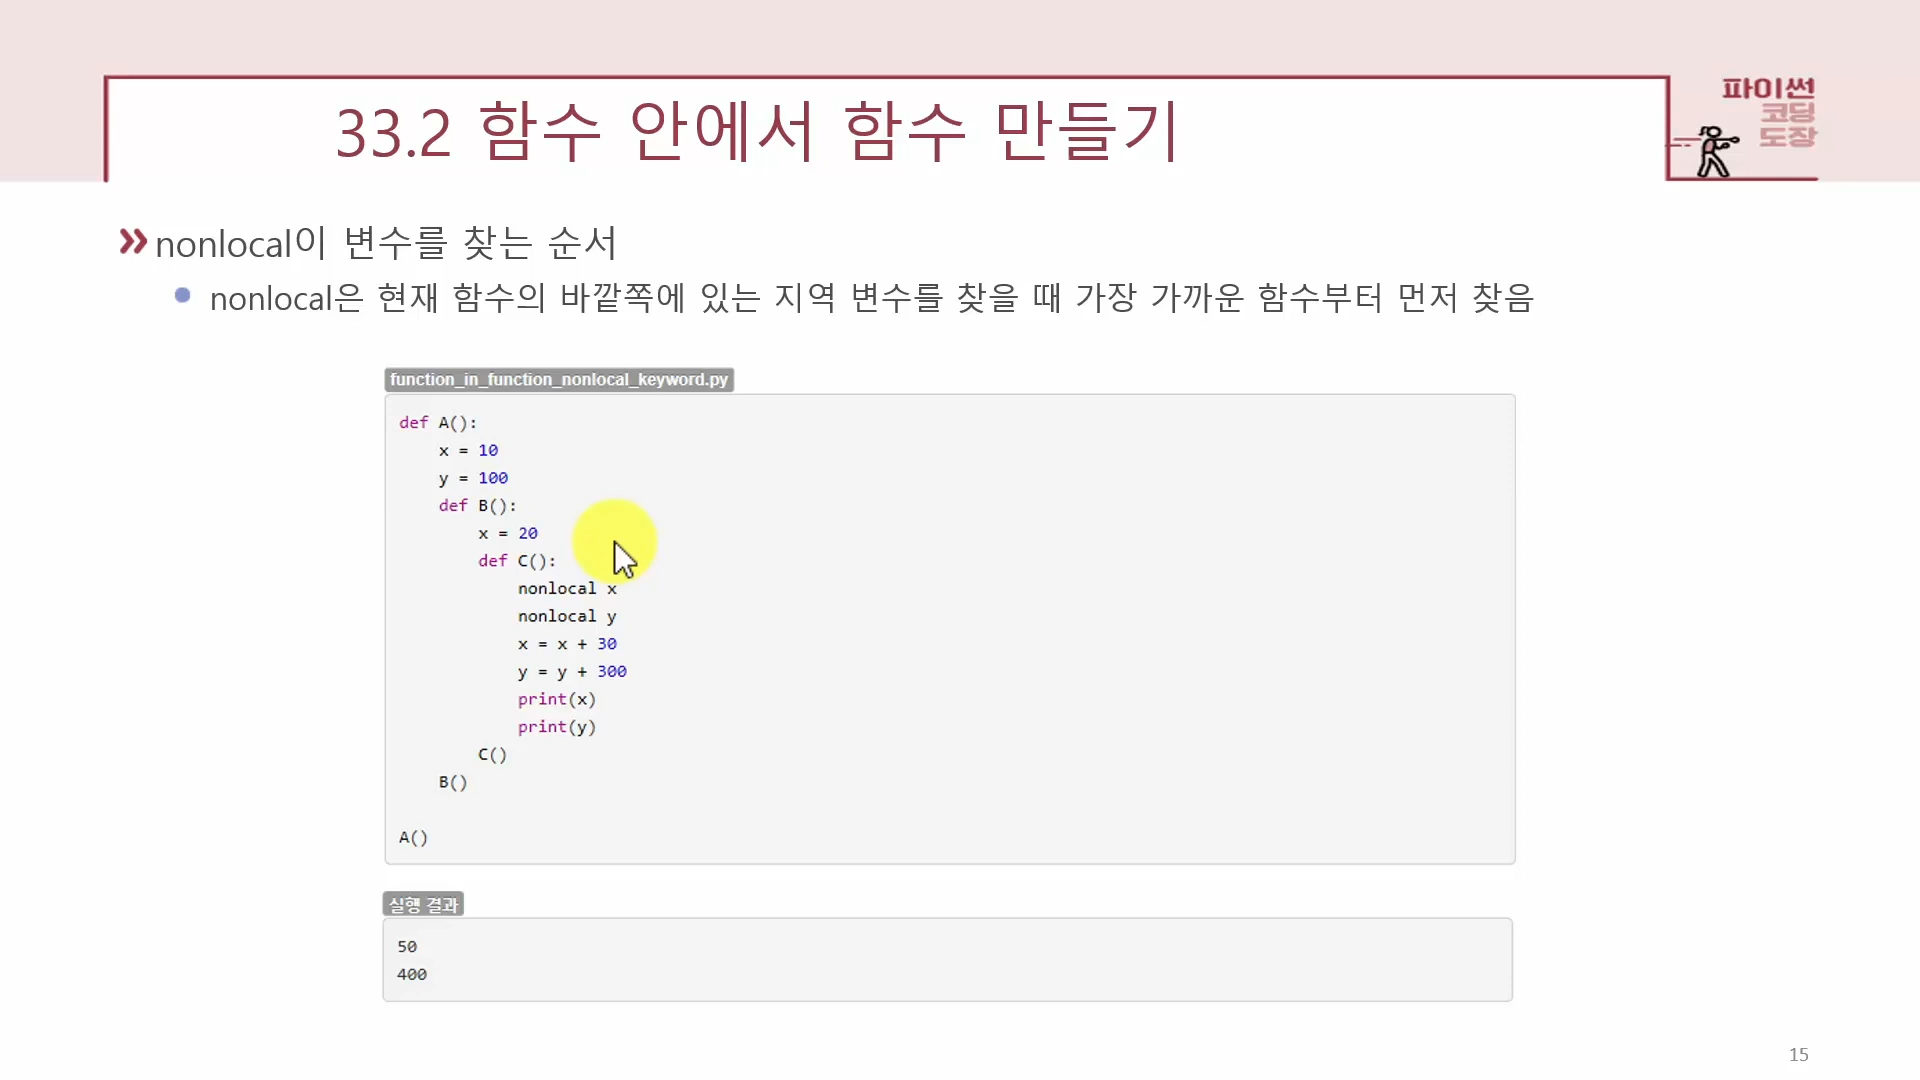 33.2 함수 안에서 함수 만들기
파이썬
코딩
도장
nonlocal이 변수를 찾는 순서
nonlocal은 현재 함수의 바깥쪽에 있는 지역 변수를 찾을 때 가장 가까운 함수부터 먼저 찾음
function_in_function_nonlocal_keyword.py
def A():
    x = 10
    y = 100
    def B():
        x = 20
        def C():
            nonlocal x
            nonlocal y
            x = x + 30
            y = y + 300
            print(x)
            print(y)
        C()
    B()
A()
실행 결과
50
400
15